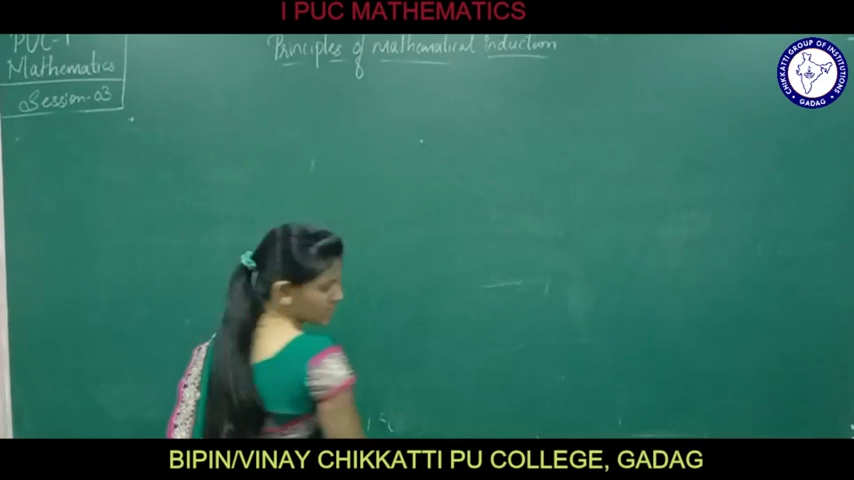 I PUC MATHEMATICS
PUC-I
Mathematics
Session-03
Principles of mathematical induction
CHIKKATTI GROUP OF INSTITUTIONS
GADAG
BIPIN/VINAY CHIKKATTI PU COLLEGE, GADAG